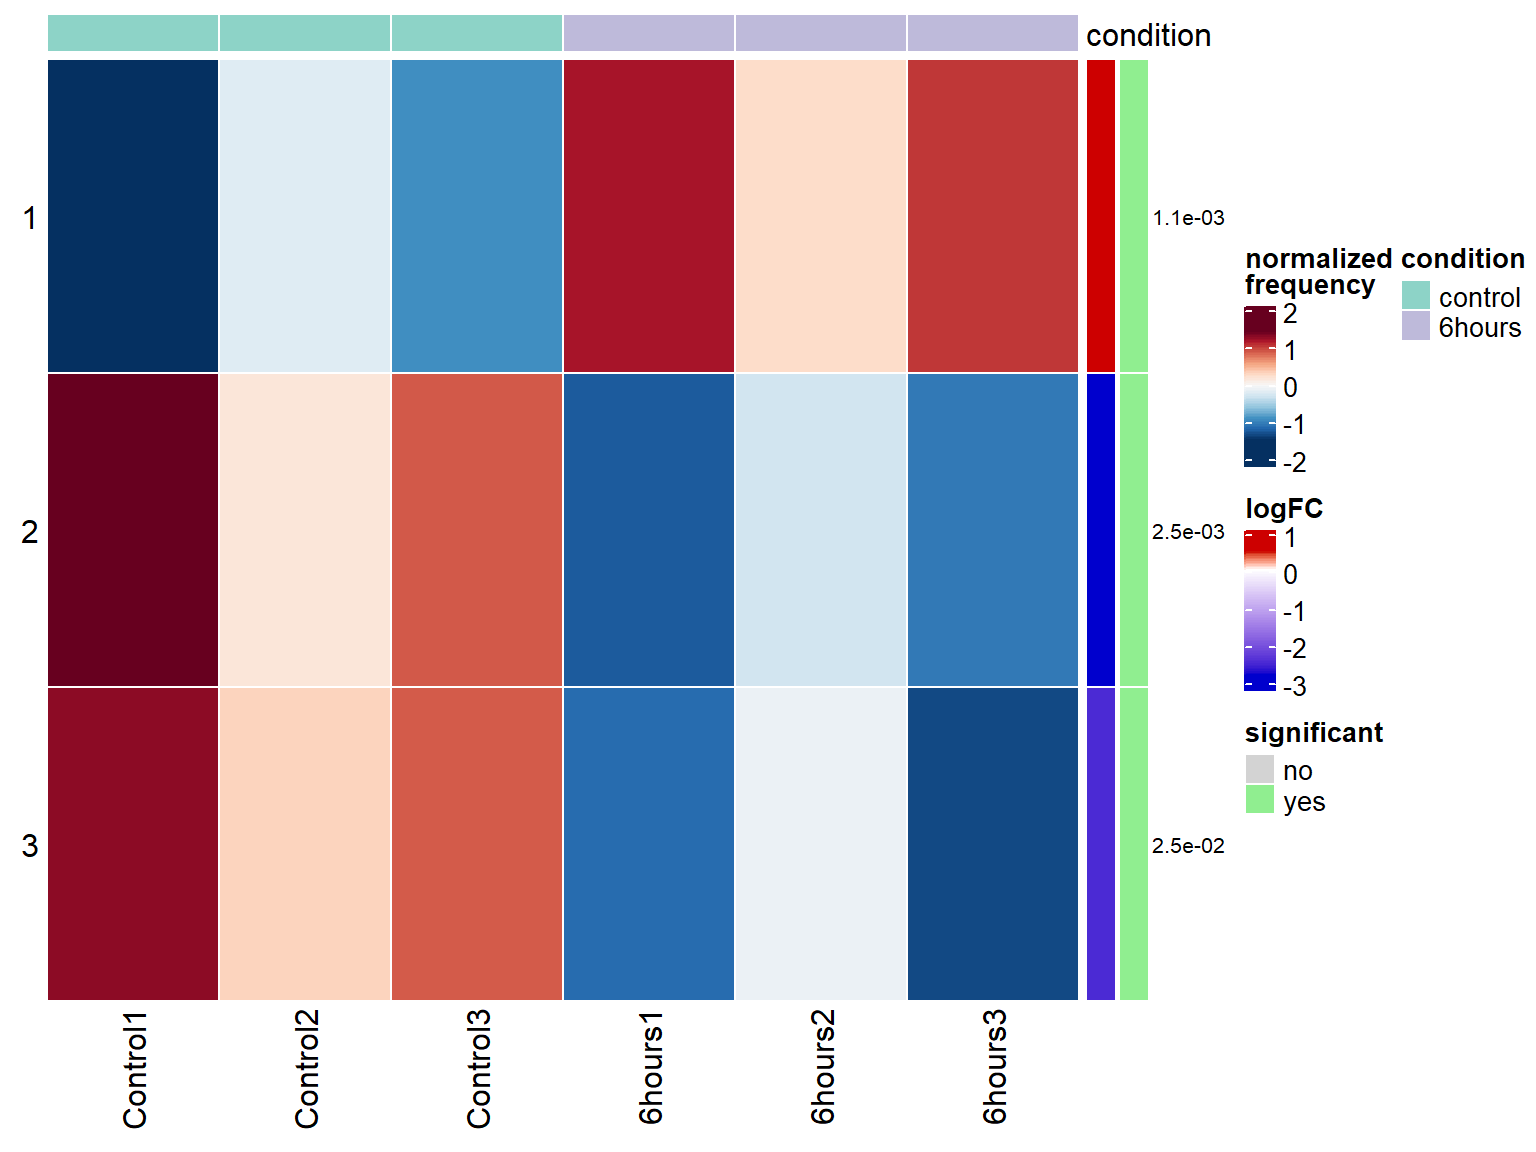 condition
1
1.1e-03
2
2.5e-03
3
2.5e-02
Control1
Control2
Control3
6hours1
6hours2
6hours3
normalized
frequency
2
1
0
-1
-2
condition
control
6hours
logFC
1
0
-1
-2
-3
significant
no
yes